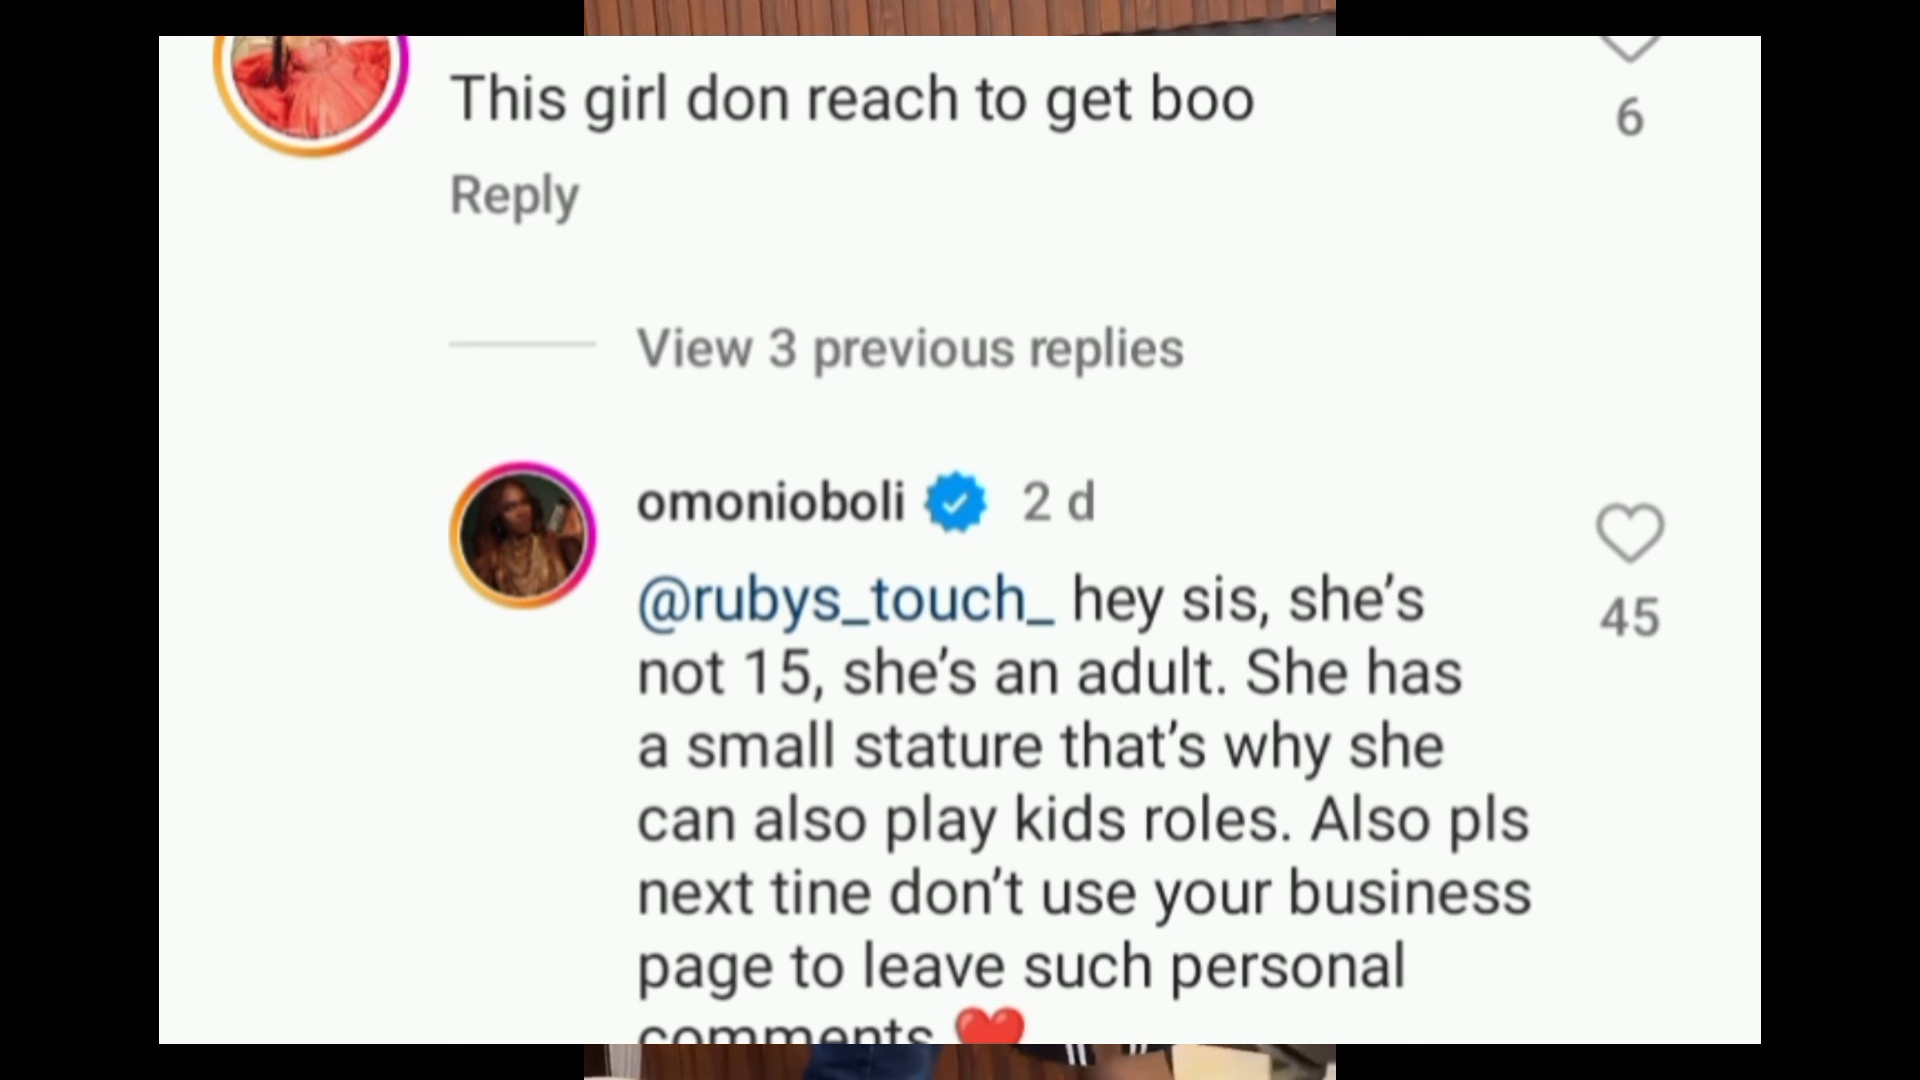 This girl don reach to get boo
6
Reply
View 3 previous replies
omonioboli 2 d
@rubys_touch_ hey sis, she’s
not 15, she’s an adult. She has
a small stature that’s why she
can also play kids roles. Also pls
next tine don’t use your business
page to leave such personal
comments ❤️
45